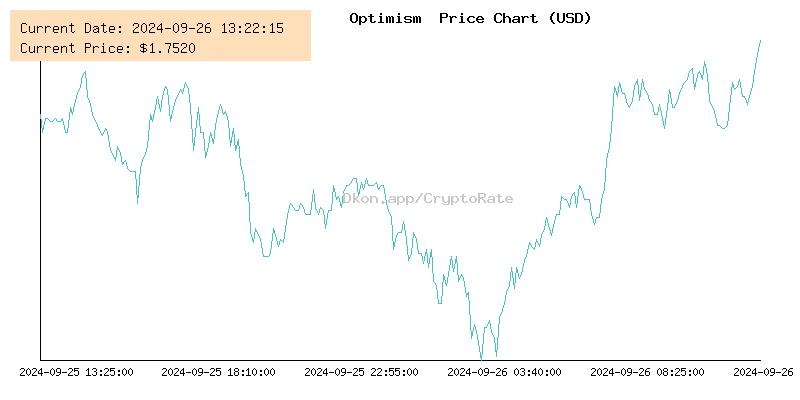 Optimism  Price Chart (USD)
Current Date: 2024-09-26 13:22:15
Current Price: $1.7520
Okon.app/CryptoRate
2024-09-25 13:25:00 2024-09-25 18:10:00 2024-09-25 22:55:00 2024-09-26 03:40:00 2024-09-26 08:25:00 2024-09-26